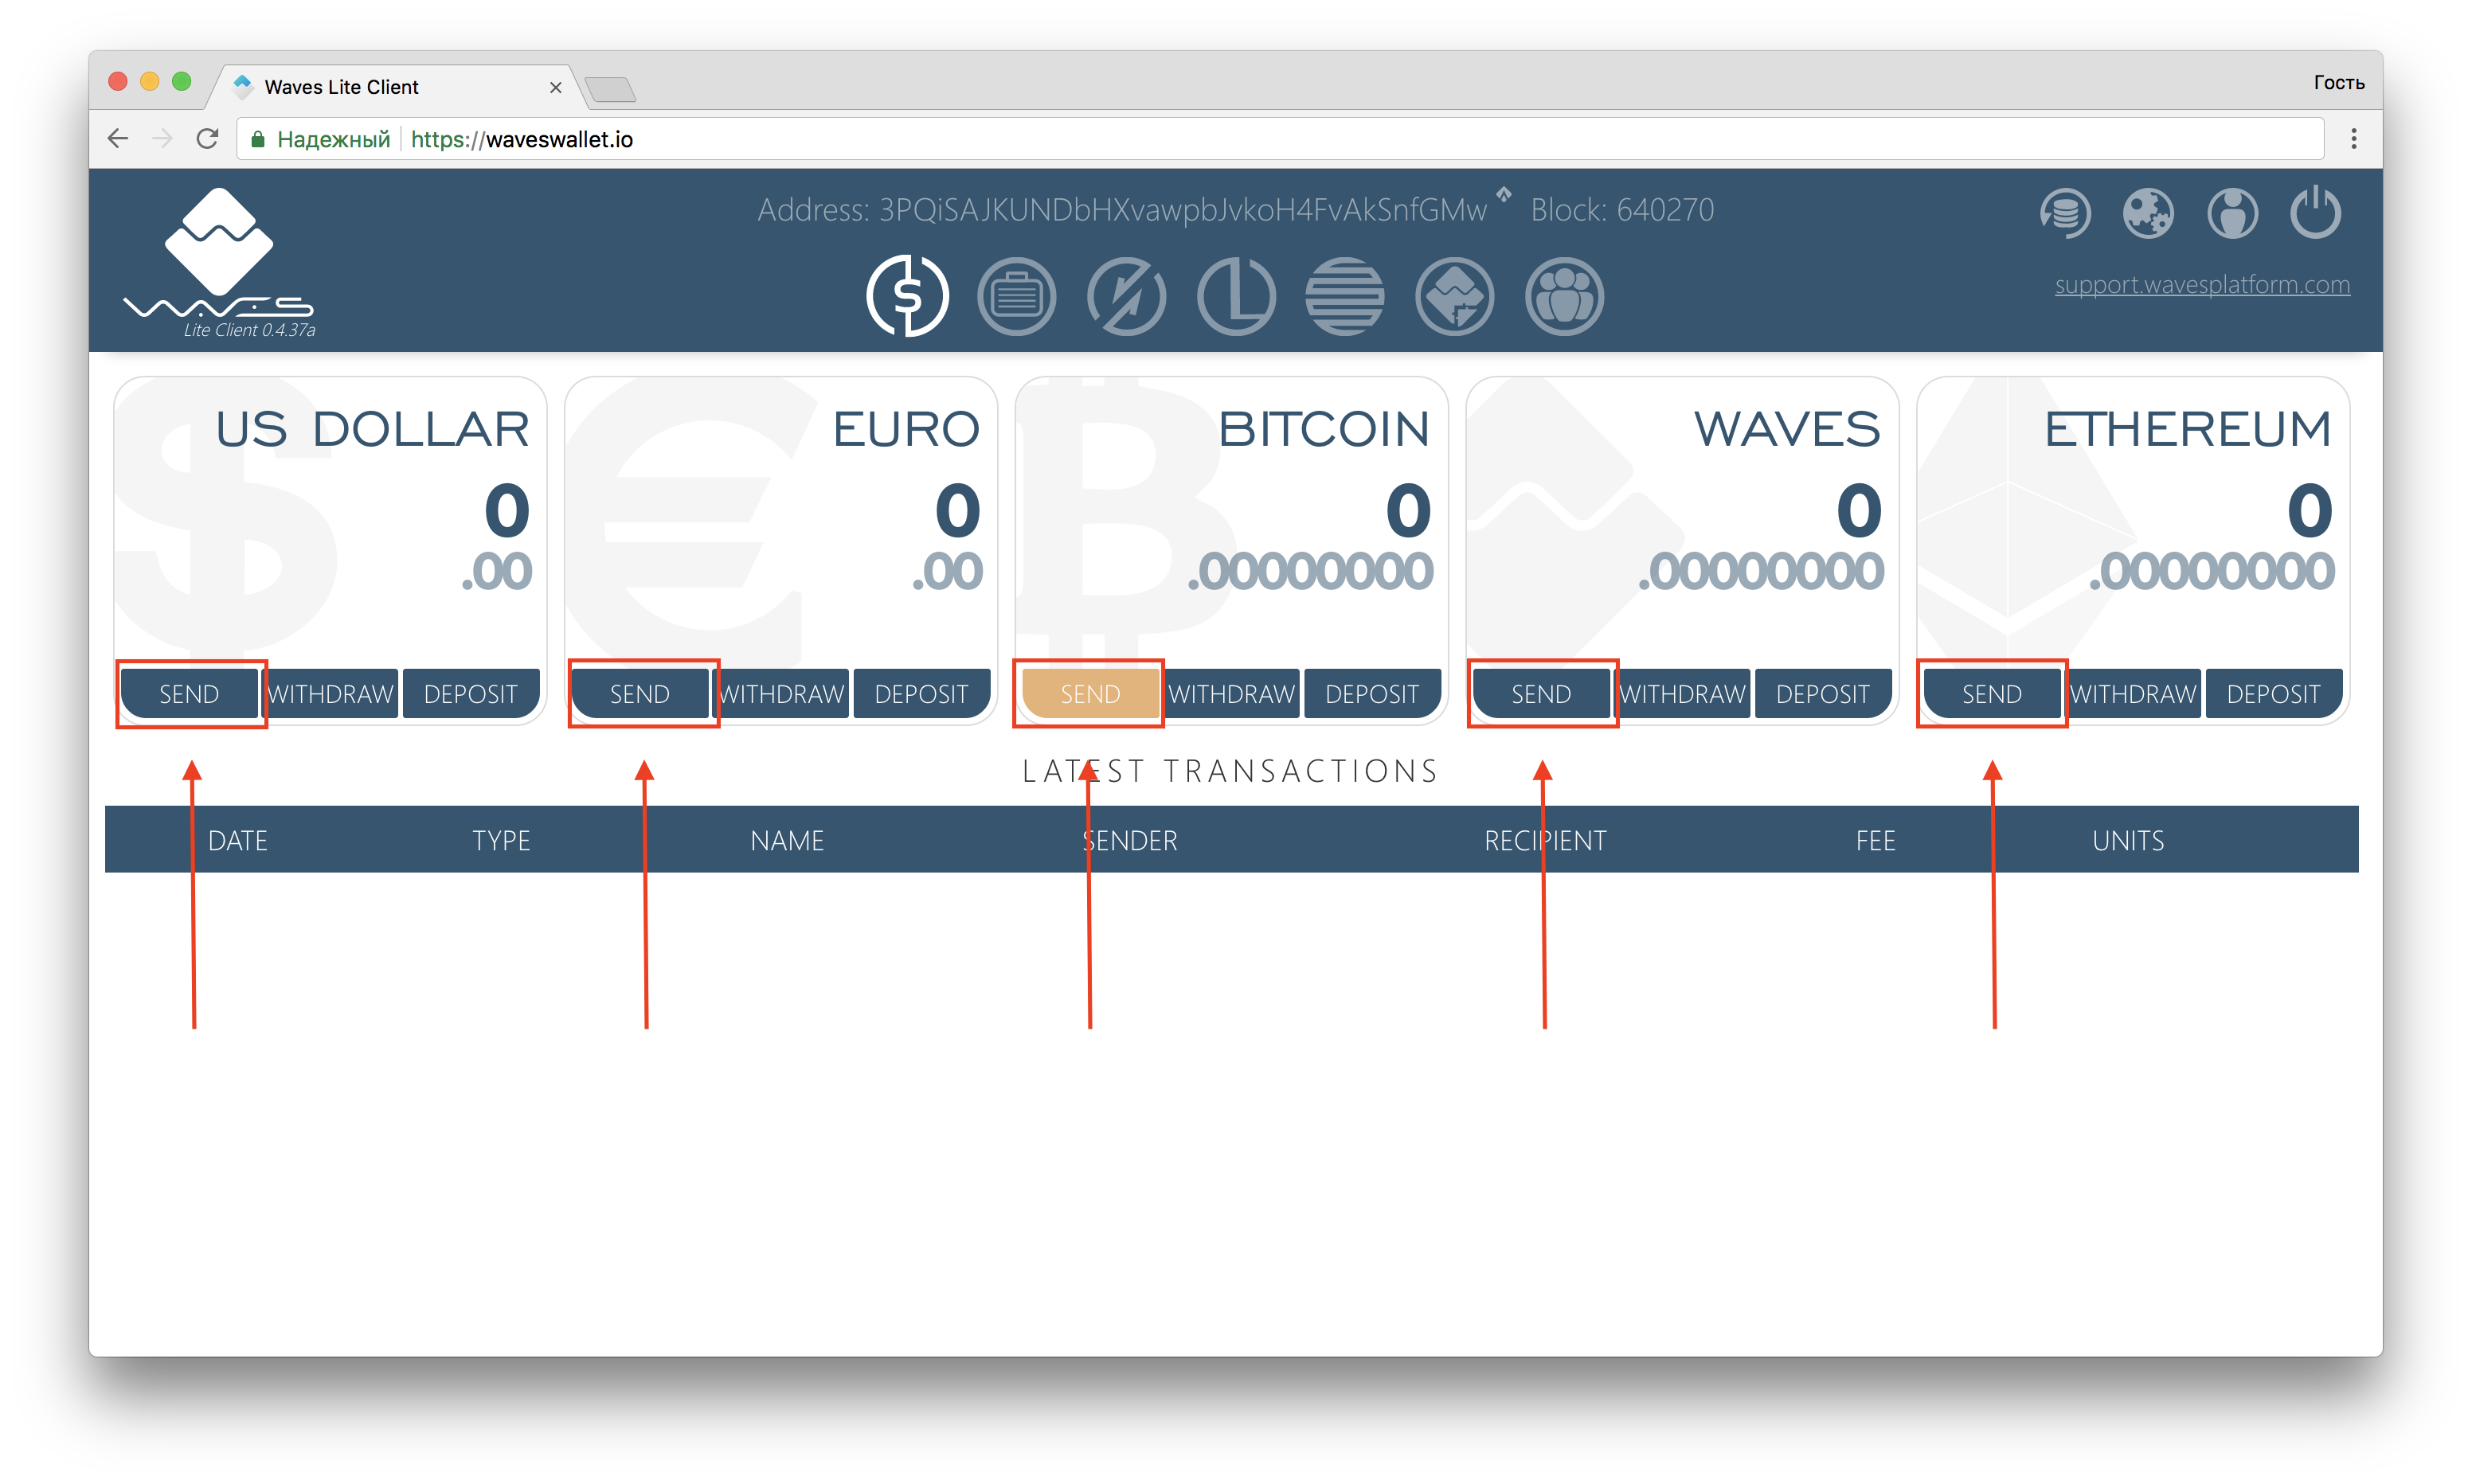 Waves Lite Client
Гость
Надежный https://waveswallet.io
Address: 3PQiSAJKUNDbHXvawpbJvkoH4FvAkSnfGMw Block: 640270
WAVES
Lite Client 0.4.37a
support.wavesplatform.com
US DOLLAR
0
.00
SEND WITHDRAW DEPOSIT
EURO
0
.00
SEND WITHDRAW DEPOSIT
BITCOIN
0
.00000000
SEND WITHDRAW DEPOSIT
WAVES
0
.00000000
SEND WITHDRAW DEPOSIT
ETHEREUM
0
.00000000
SEND WITHDRAW DEPOSIT
LATEST TRANSACTIONS
DATE TYPE NAME SENDER RECIPIENT FEE UNITS